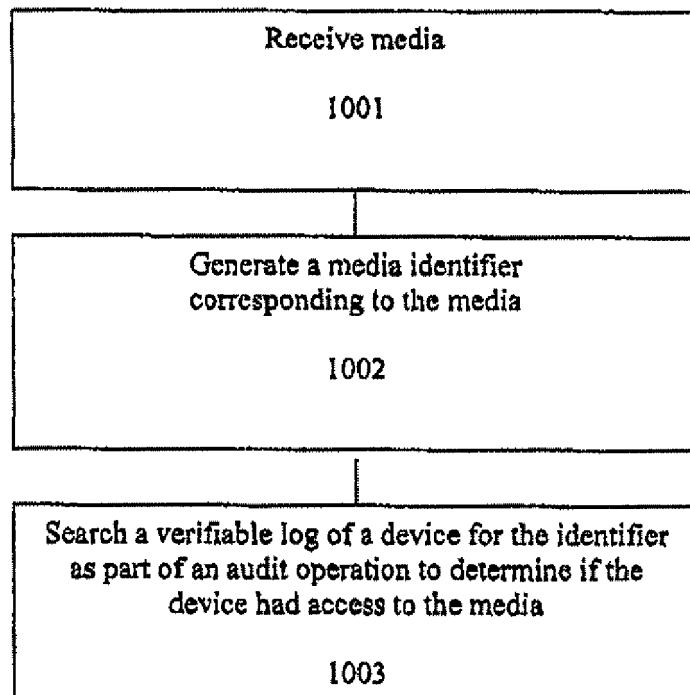 Receive media
1001
Generate a media identifier
corresponding to the media
1002
Search a verifiable log of a device for the identifier
as part of an audit operation to determine if the
device had access to the media
1003